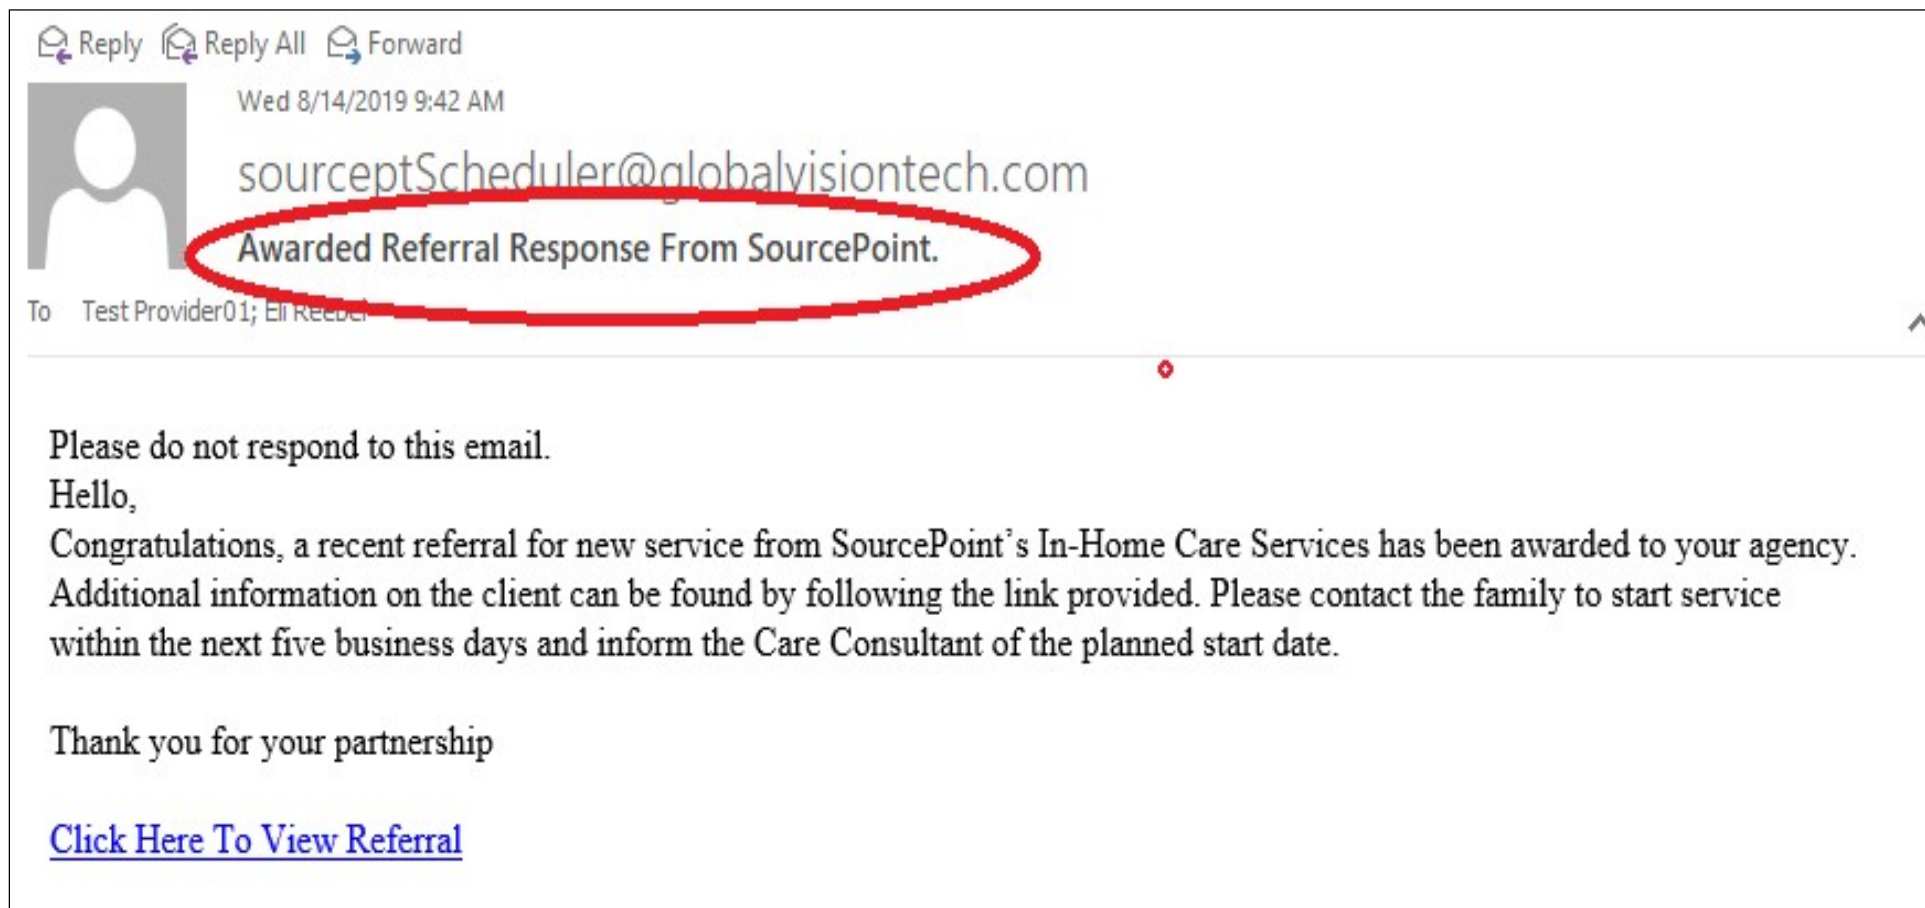 Reply Reply All Forward
Wed 8/14/2019 9:42 AM
sourceptScheduler@globalvisiontech.com
Awarded Referral Response From SourcePoint.
To Test Provider01; Eli
Please do not respond to this email.
Hello,
Congratulations, a recent referral for new service from SourcePoint’s In-Home Care Services has been awarded to your agency.
Additional information on the client can be found by following the link provided. Please contact the family to start service
within the next five business days and inform the Care Consultant of the planned start date.
Thank you for your partnership
Click Here To View Referral